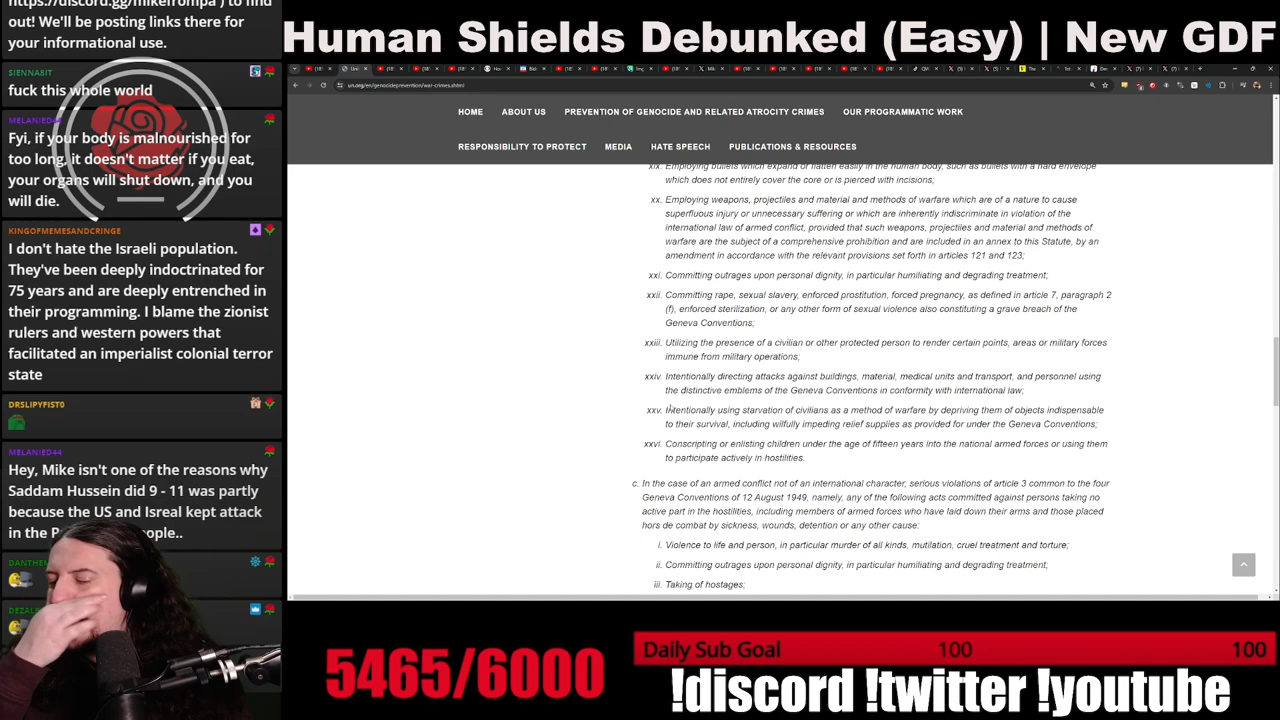 https://discord.gg/mikefrompa ) to find
out! We'll be posting links there for
your informational use.
SIENNA8IT
fuck this whole world
Fyi, if your body is malnourished for
too long, it doesn't matter if you eat,
your organs will shut down, and you
will die.
KINGOFMEMESANDCRINGE
I don't hate the Israeli population.
They've been deeply indoctrinated for
75 years and are deeply entrenched in
their programming. I blame the zionist
rulers and western powers that
facilitated an imperialist colonial terror
state
DRSLIPYFIST0
MELANIED44
Hey, Mike isn't one of the reasons why
Saddam Hussein did 9 - 11 was partly
because the US and Isreal kept attack
in the
DANTHEM
Human Shields Debunked (Easy) | New GDF
un.org/en/genocideprevention/war-crimes.shtml
HOME ABOUT US PREVENTION OF GENOCIDE AND RELATED ATROCITY CRIMES OUR PROGRAMMATIC WORK
RESPONSIBILITY TO PROTECT MEDIA HATE SPEECH PUBLICATIONS & RESOURCES
xix. Employing bullets which expand or flatten easily in the human body, such as bullets with a hard envelope
which does not entirely cover the core or is pierced with incisions;
xx. Employing weapons, projectiles and material and methods of warfare which are of a nature to cause
superfluous injury or unnecessary suffering or which are inherently indiscriminate in violation of the
international law of armed conflict, provided that such weapons, projectiles and material and methods of
warfare are the subject of a comprehensive prohibition and are included in an annex to this Statute, by an
amendment in accordance with the relevant provisions set forth in articles 121 and 123;
xxi. Committing outrages upon personal dignity, in particular humiliating and degrading treatment;
xxii. Committing rape, sexual slavery, enforced prostitution, forced pregnancy, as defined in article 7, paragraph 2
(f), enforced sterilization, or any other form of sexual violence also constituting a grave breach of the
Geneva Conventions;
xxiii. Utilizing the presence of a civilian or other protected person to render certain points, areas or military forces
immune from military operations;
xxiv. Intentionally directing attacks against buildings, material, medical units and transport, and personnel using
the distinctive emblems of the Geneva Conventions in conformity with international law;
xxv. Intentionally using starvation of civilians as a method of warfare by depriving them of objects indispensable
to their survival, including wilfully impeding relief supplies as provided for under the Geneva Conventions;
xxvi. Conscripting or enlisting children under the age of fifteen years into the national armed forces or using them
to participate actively in hostilities.
c. In the case of an armed conflict not of an international character, serious violations of article 3 common to the four
Geneva Conventions of 12 August 1949, namely, any of the following acts committed against persons taking no
active part in the hostilities, including members of armed forces who have laid down their arms and those placed
hors de combat by sickness, wounds, detention or any other cause:
i. Violence to life and person, in particular murder of all kinds, mutilation, cruel treatment and torture;
ii. Committing outrages upon personal dignity, in particular humiliating and degrading treatment;
iii. Taking of hostages;
5465/6000
Daily Sub Goal 100 100
!discord !twitter !youtube